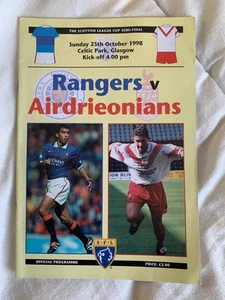 THE SCOTTISH LEAGUE CUP SEMI-FINAL
Sunday 25th October 1998
Celtic Park, Glasgow
Kick-off 4.00 pm
Rangers v
Airdrieonians
S.F.L
OFFICIAL PROGRAMME
PRICE: £2.00